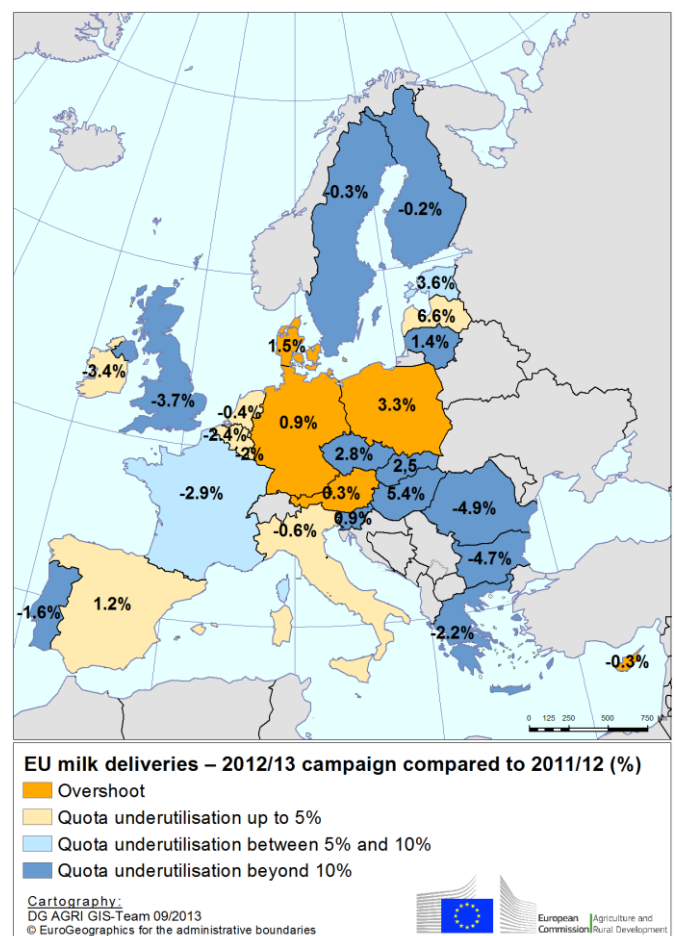 -0.3%
-0.2%
3.6%
6.6%
1.4%
1.5%
-3.4%
-3.7%
-0.4%
0.9%
3.3%
-2.4%
-2%
2.8%
2,5
-2.9%
0.3%
5.4%
-4.9%
0.9%
-0.6%
-4.7%
-1.6%
1.2%
-2.2%
-0.3%
0 125 250 500 750 km
EU milk deliveries – 2012/13 campaign compared to 2011/12 (%)
Overshoot
Quota underutilisation up to 5%
Quota underutilisation between 5% and 10%
Quota underutilisation beyond 10%
Cartography:
DG AGRI GIS-Team 09/2013
© EuroGeographics for the administrative boundaries
European Commission
Agriculture and Rural Development